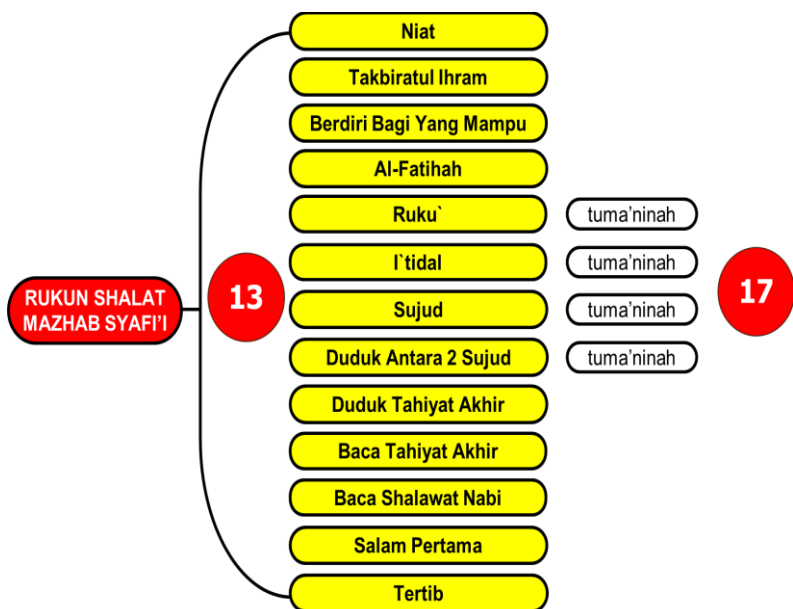 RUKUN SHALAT
MAZHAB SYAFI'I
13
Niat
Takbiratul Ihram
Berdiri Bagi Yang Mampu
Al-Fatihah
Ruku` tuma'ninah
I`tidal tuma'ninah
Sujud tuma'ninah
Duduk Antara 2 Sujud tuma'ninah
Duduk Tahiyat Akhir
Baca Tahiyat Akhir
Baca Shalawat Nabi
Salam Pertama
Tertib
17